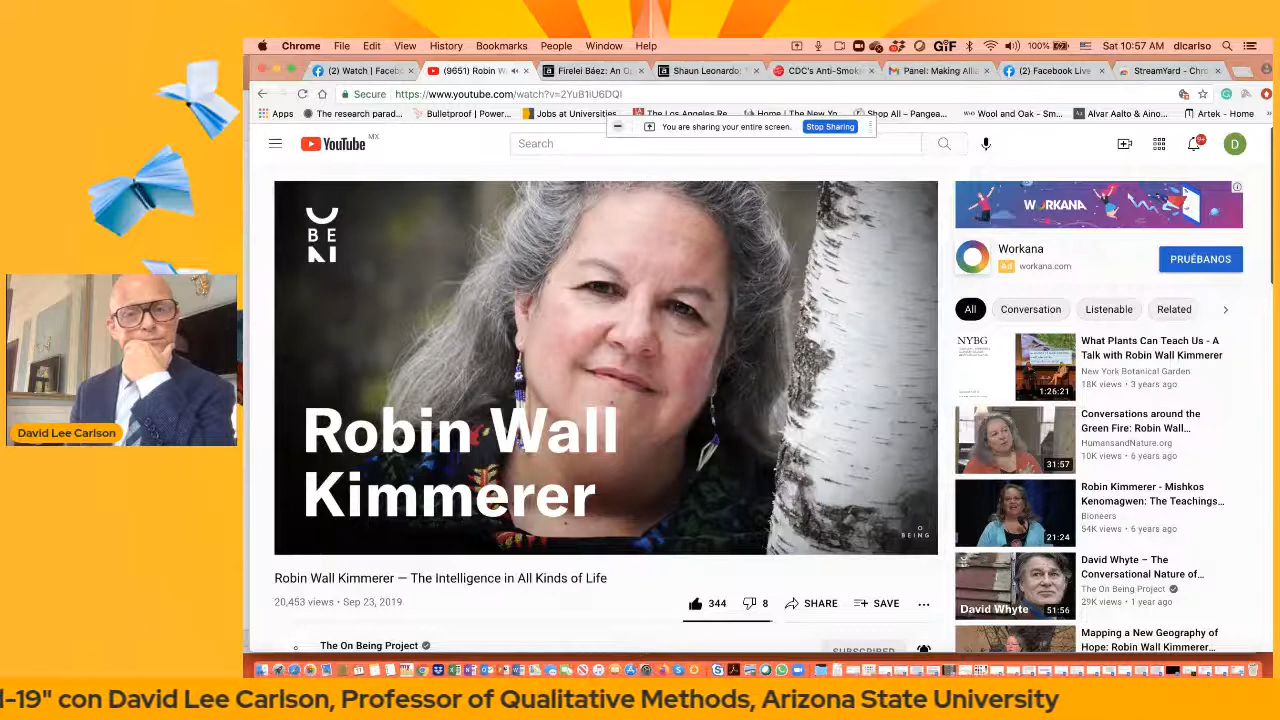 Chrome File Edit View History Bookmarks People Window Help GiF 100% Sat 10:57 AM dlcarlso
(2) Watch | Facebo
(9651) Robin W
Firelei Báez: An O
Shaun Leonardo: T
CDC's Anti-Smok
Panel: Making Alli
(2) Facebook Live
StreamYard - Chro
Secure https://www.youtube.com/watch?v=2YuB1iU6DQI
Apps The research parad... Bulletproof | Power... Jobs at Universities The Los Angeles Re Home | The New Yo Shop All – Pangea... Wool and Oak - Sm... Alvar Aalto & Aino... Artek - Home
You are sharing your entire screen. Stop Sharing
YouTube MX
Search
9+
D
O
BE
N
Robin Wall
Kimmerer
O
BEING
Robin Wall Kimmerer — The Intelligence in All Kinds of Life
20,453 views • Sep 23, 2019
344 8 SHARE SAVE
The On Being Project
SUBSCRIBED
WORKANA
Workana
Ad workana.com
PRUÉBANOS
All Conversation Listenable Related
NYBG
1:26:21
What Plants Can Teach Us - A
Talk with Robin Wall Kimmerer
New York Botanical Garden
18K views • 3 years ago
31:57
Conversations around the
Green Fire: Robin Wall...
HumansandNature.org
10K views • 6 years ago
21:24
Robin Kimmerer - Mishkos
Kenomagwen: The Teachings...
Bioneers
54K views • 6 years ago
David Whyte
51:56
David Whyte – The
Conversational Nature of...
The On Being Project
29K views • 1 year ago
Mapping a New Geography of
Hope: Robin Wall Kimmerer...
David Lee Carlson
-19" con David Lee Carlson, Professor of Qualitative Methods, Arizona State University